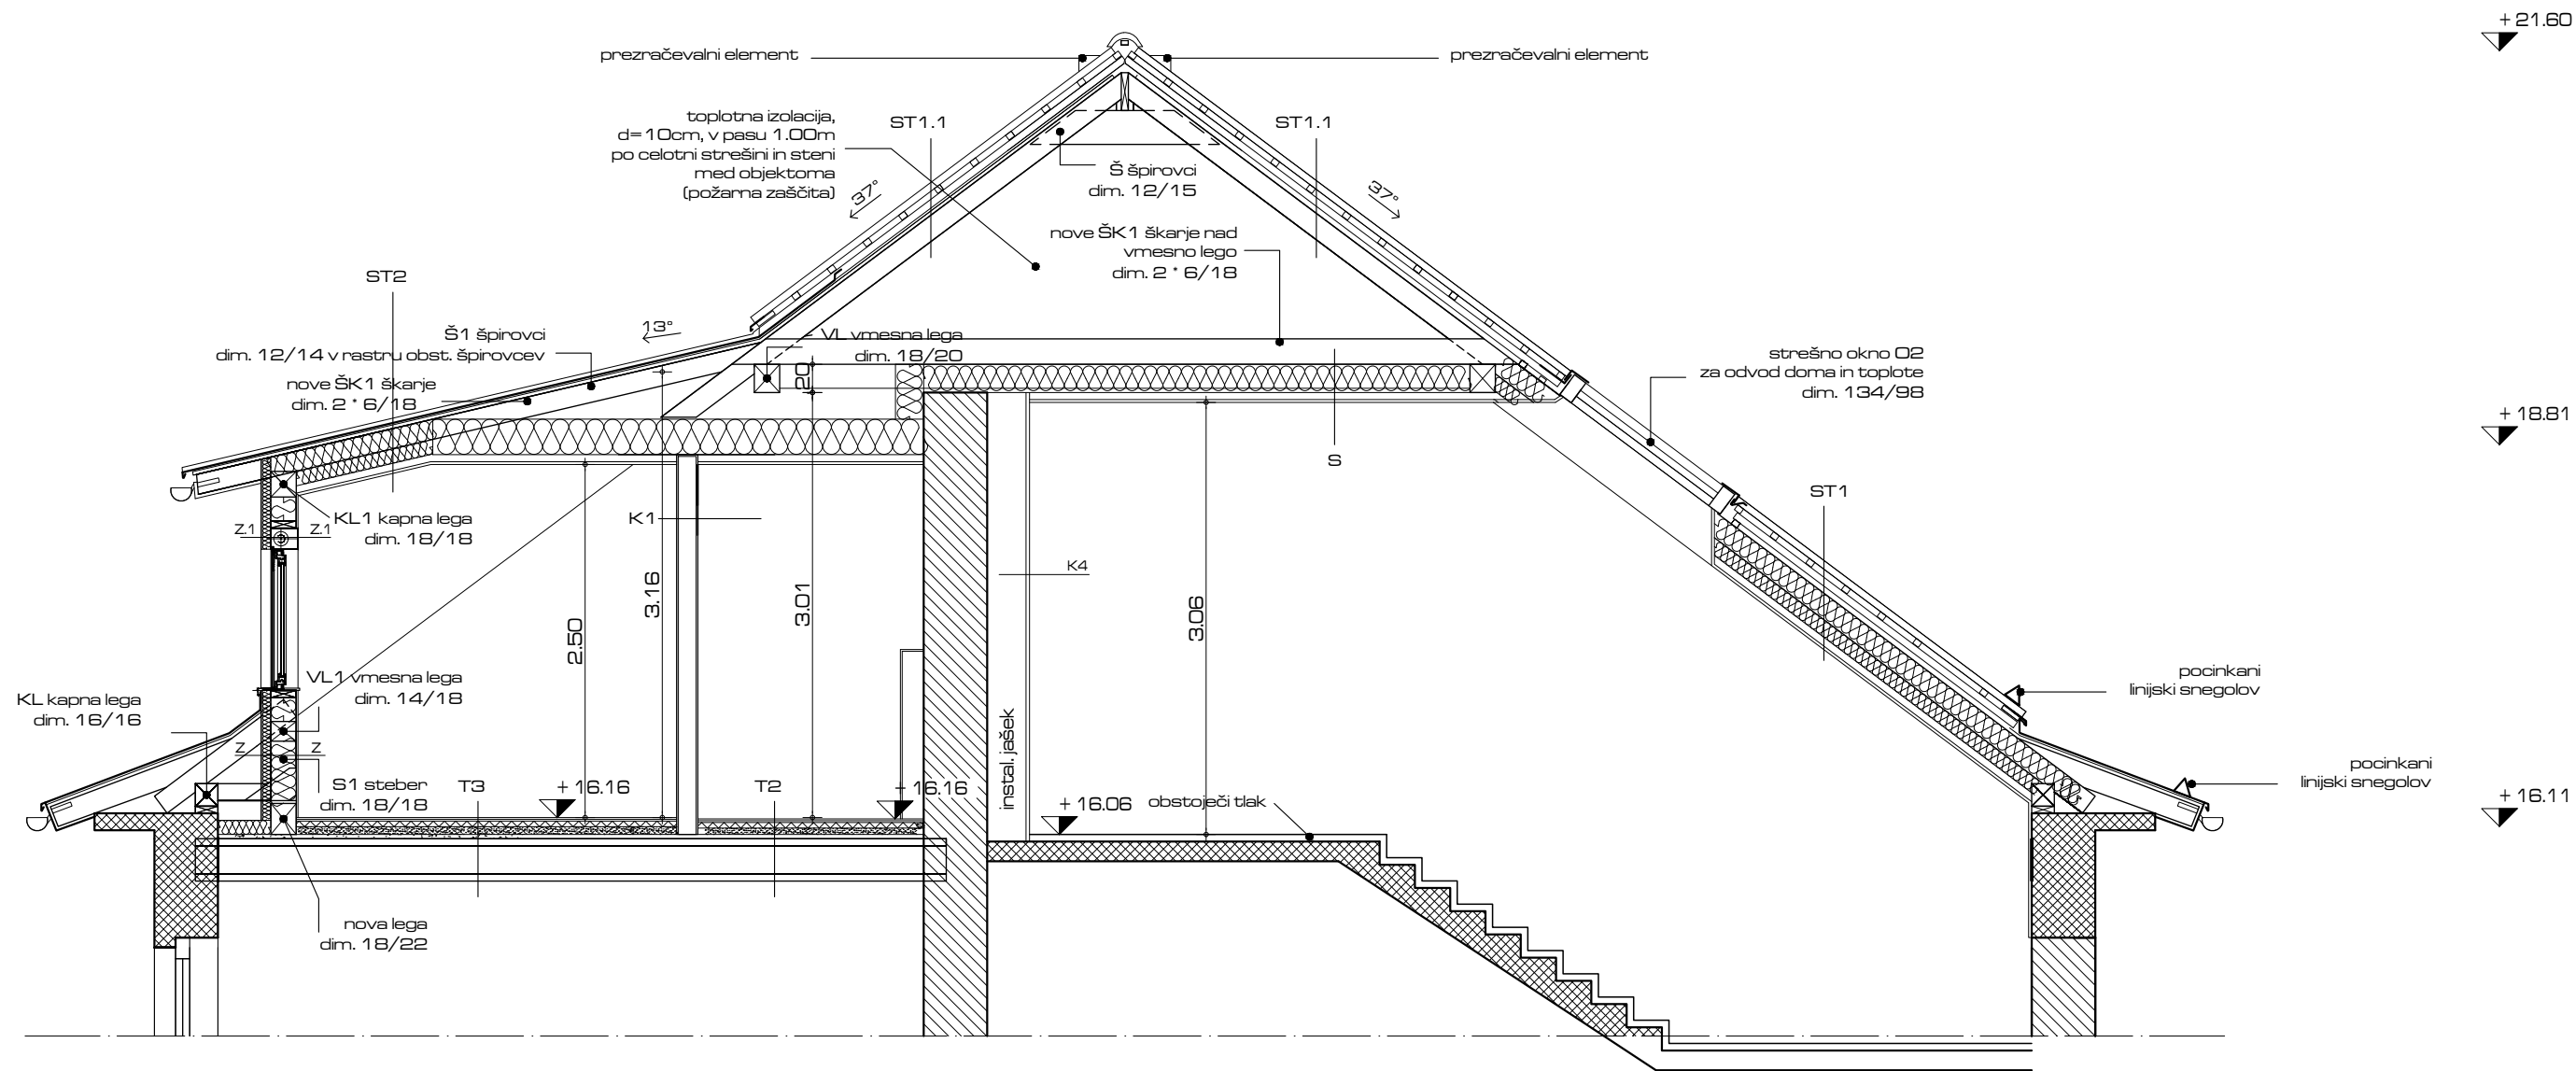 + 21.60
prezračevalni element
prezračevalni element
toplotna izolacija,
d=10cm, v pasu 1.00m
po celotni strešini in steni
med objektoma
(požarna zaščita)
ST1.1
ST1.1
Š špirovci
dim. 12/15
37°
37°
nove ŠK1 škarje nad
vmesno lego
dim. 2 * 6/18
ST2
13°
Š1 špirovci
dim. 12/14 v rastru obst. špirovcev
nove ŠK1 škarje
dim. 2 * 6/18
VL vmesna lega
dim. 18/20
20
strešno okno O2
za odvod doma in toplote
dim. 134/98
+ 18.81
S
ST1
KL1 kapna lega
dim. 18/18
Z.1
Z.1
K1
K4
2.50
3.16
3.01
3.06
VL1 vmesna lega
dim. 14/18
KL kapna lega
dim. 16/16
pocinkani
linijski snegolov
pocinkani
linijski snegolov
Z
Z
S1 steber
dim. 18/18
T3
+ 16.16
T2
+ 16.16
instal. jašek
+ 16.06
obstoječi tlak
+ 16.11
nova lega
dim. 18/22